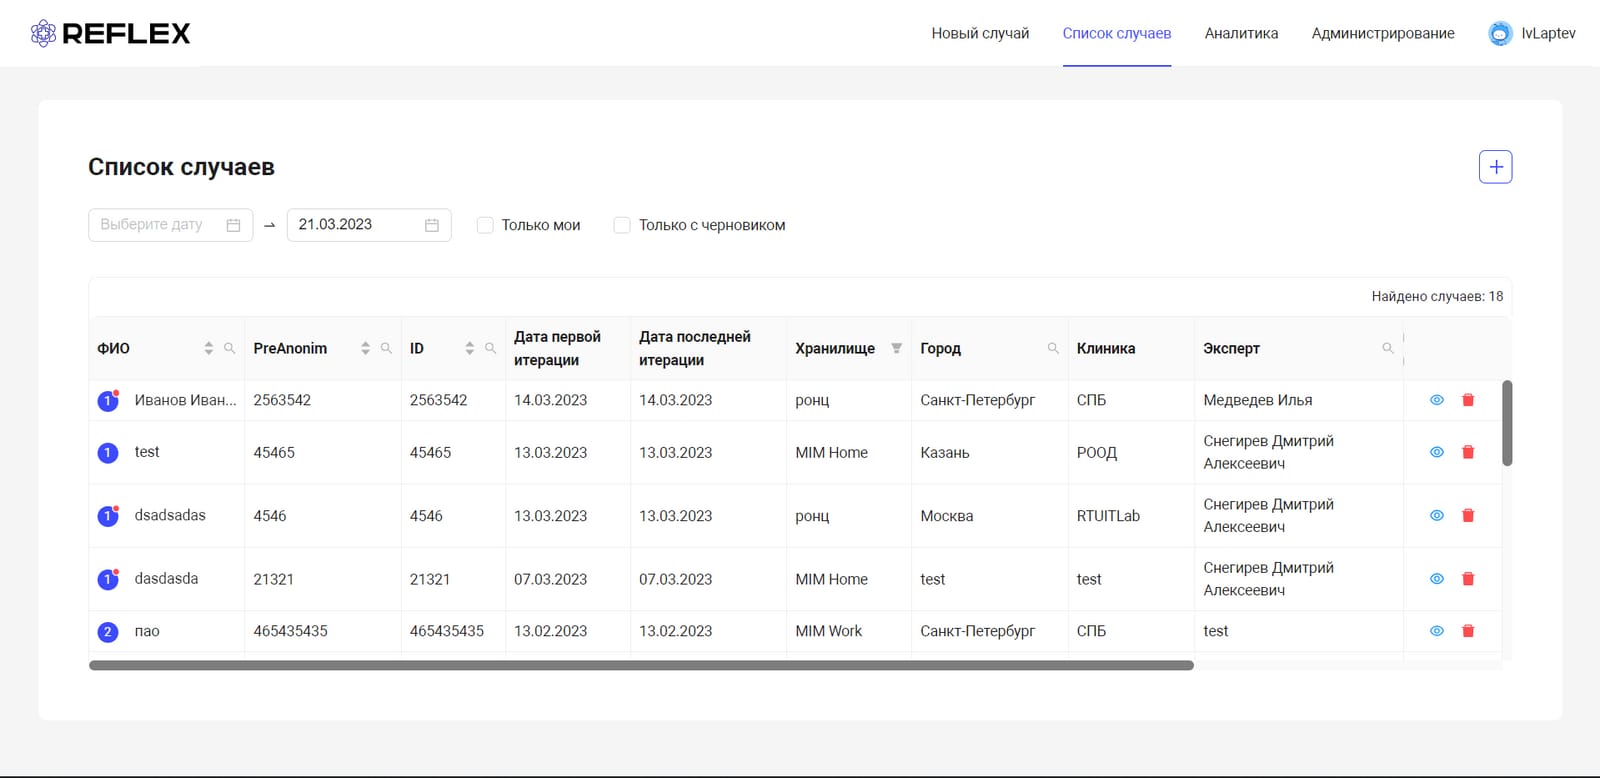 REFLEX
Новый случай
Список случаев
Аналитика
Администрирование
IvLaptev
Список случаев
Выберите дату
21.03.2023
Только мои
Только с черновиком
Найдено случаев: 18
ФИО
PreAnonim
ID
Дата первой
итерации
Дата последней
итерации
Хранилище
Город
Клиника
Эксперт
1 Иванов Иван... 2563542 2563542 14.03.2023 14.03.2023 ронц Санкт-Петербург СПБ Медведев Илья
1 test 45465 45465 13.03.2023 13.03.2023 MIM Home Казань РООД Снегирев Дмитрий
Алексеевич
1 dsadsadas 4546 4546 13.03.2023 13.03.2023 ронц Москва RTUITLab Снегирев Дмитрий
Алексеевич
1 dasdasda 21321 21321 07.03.2023 07.03.2023 MIM Home test test Снегирев Дмитрий
Алексеевич
2 пао 465435435 465435435 13.02.2023 13.02.2023 MIM Work Санкт-Петербург СПБ test